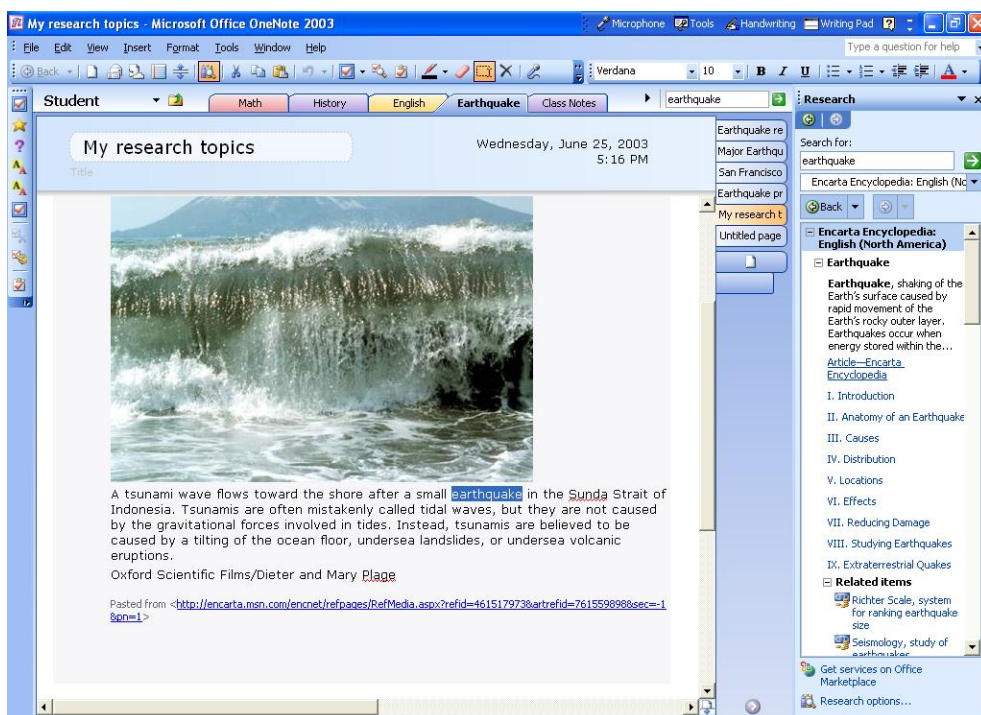 My research topics - Microsoft Office OneNote 2003
Microphone Tools Handwriting Writing Pad
File Edit View Insert Format Tools Window Help
Type a question for help
Back
Verdana 10 B I U A
Student
Math History English Earthquake Class Notes
earthquake
My research topics
Title
Wednesday, June 25, 2003
5:16 PM
Earthquake re
Major Earthqu
San Francisco
Earthquake pr
My research t
Untitled page
A tsunami wave flows toward the shore after a small earthquake in the Sunda Strait of
Indonesia. Tsunamis are often mistakenly called tidal waves, but they are not caused
by the gravitational forces involved in tides. Instead, tsunamis are believed to be
caused by a tilting of the ocean floor, undersea landslides, or undersea volcanic
eruptions.
Oxford Scientific Films/Dieter and Mary Plage
Pasted from <http://encarta.msn.com/encnet/refpages/RefMedia.aspx?refid=461517973&artrefid=761559898&sec=-1
&pn=1>
Research
Search for:
earthquake
Encarta Encyclopedia: English (Nc
Back
Encarta Encyclopedia:
English (North America)
Earthquake
Earthquake, shaking of the
Earth's surface caused by
rapid movement of the
Earth's rocky outer layer.
Earthquakes occur when
energy stored within the...
Article—Encarta
Encyclopedia
I. Introduction
II. Anatomy of an Earthquake
III. Causes
IV. Distribution
V. Locations
VI. Effects
VII. Reducing Damage
VIII. Studying Earthquakes
IX. Extraterrestrial Quakes
Related items
Richter Scale, system
for ranking earthquake
size
Seismology, study of
earthquakes
Get services on Office
Marketplace
Research options...